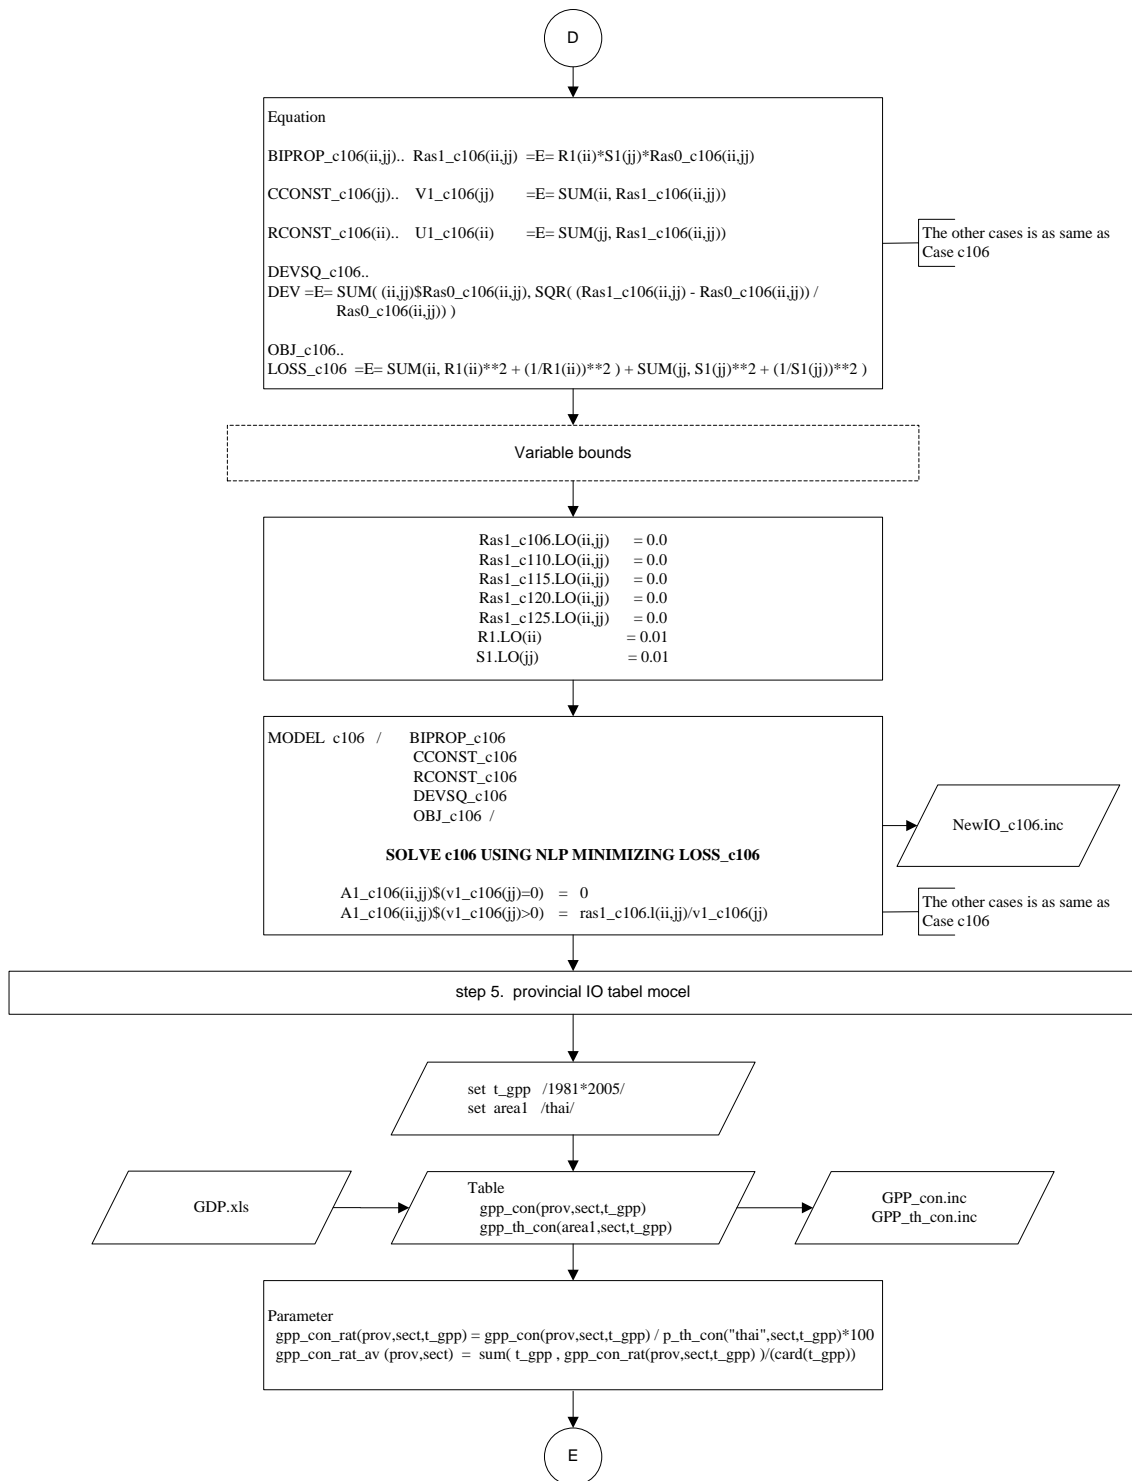 D
Equation
BIPROP_c106(ii,jj).. Ras1_c106(ii,jj) =E= R1(ii)*S1(jj)*Ras0_c106(ii,jj)
CCONST_c106(jj).. V1_c106(jj) =E= SUM(ii, Ras1_c106(ii,jj))
RCONST_c106(ii).. U1_c106(ii) =E= SUM(jj, Ras1_c106(ii,jj))
DEVSQ_c106..
DEV =E= SUM( (ii,jj)$Ras0_c106(ii,jj), SQR( (Ras1_c106(ii,jj) - Ras0_c106(ii,jj)) /
Ras0_c106(ii,jj)) )
OBJ_c106..
LOSS_c106 =E= SUM(ii, R1(ii)**2 + (1/R1(ii))**2 ) + SUM(jj, S1(jj)**2 + (1/S1(jj))**2 )
The other cases is as same as
Case c106
Variable bounds
Ras1_c106.LO(ii,jj) = 0.0
Ras1_c110.LO(ii,jj) = 0.0
Ras1_c115.LO(ii,jj) = 0.0
Ras1_c120.LO(ii,jj) = 0.0
Ras1_c125.LO(ii,jj) = 0.0
R1.LO(ii) = 0.01
S1.LO(jj) = 0.01
MODEL c106 / BIPROP_c106
CCONST_c106
RCONST_c106
DEVSQ_c106
OBJ_c106 /
SOLVE c106 USING NLP MINIMIZING LOSS_c106
A1_c106(ii,jj)$(v1_c106(jj)=0) = 0
A1_c106(ii,jj)$(v1_c106(jj)>0) = ras1_c106.l(ii,jj)/v1_c106(jj)
NewIO_c106.inc
The other cases is as same as
Case c106
step 5. provincial IO tabel mocel
set t_gpp /1981*2005/
set area1 /thai/
GDP.xls
Table
gpp_con(prov,sect,t_gpp)
gpp_th_con(area1,sect,t_gpp)
GPP_con.inc
GPP_th_con.inc
Parameter
gpp_con_rat(prov,sect,t_gpp) = gpp_con(prov,sect,t_gpp) / p_th_con("thai",sect,t_gpp)*100
gpp_con_rat_av (prov,sect) = sum( t_gpp , gpp_con_rat(prov,sect,t_gpp) )/(card(t_gpp))
E